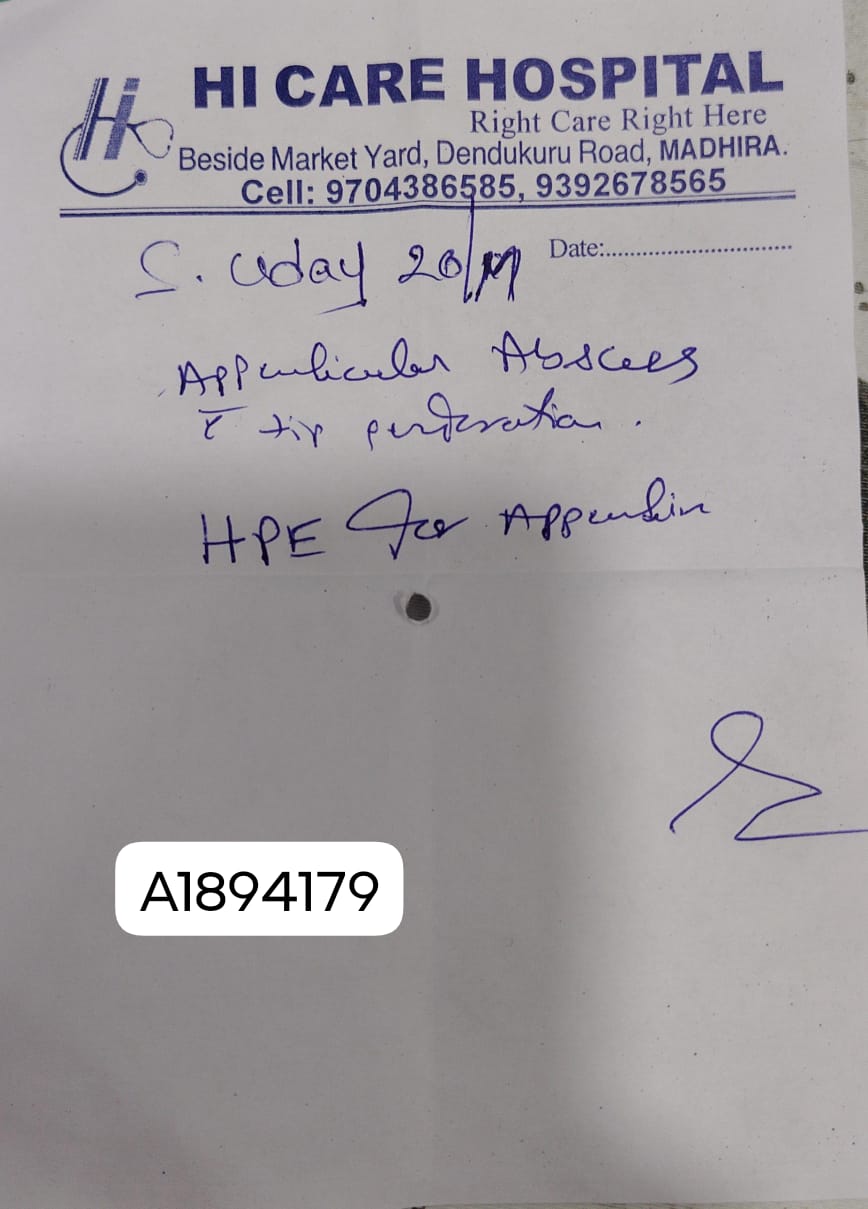 Hi
HI CARE HOSPITAL
Right Care Right Here
Beside Market Yard, Dendukuru Road, MADHIRA.
Cell: 9704386585, 9392678565
Date:..............................
S. Uday 20/M
Appendicular Abscess
c̅ tip perforation.
HPE for Appendix
A1894179